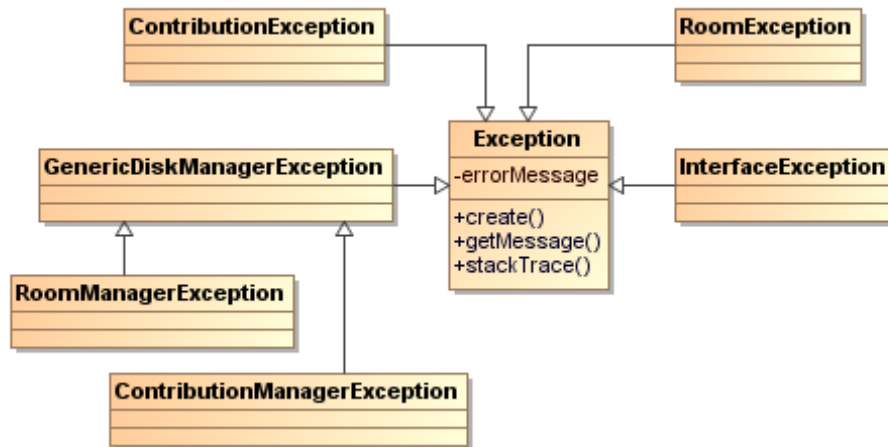 ContributionException
RoomException
Exception
-errorMessage
+create()
+getMessage()
+stackTrace()
GenericDiskManagerException
InterfaceException
RoomManagerException
ContributionManagerException